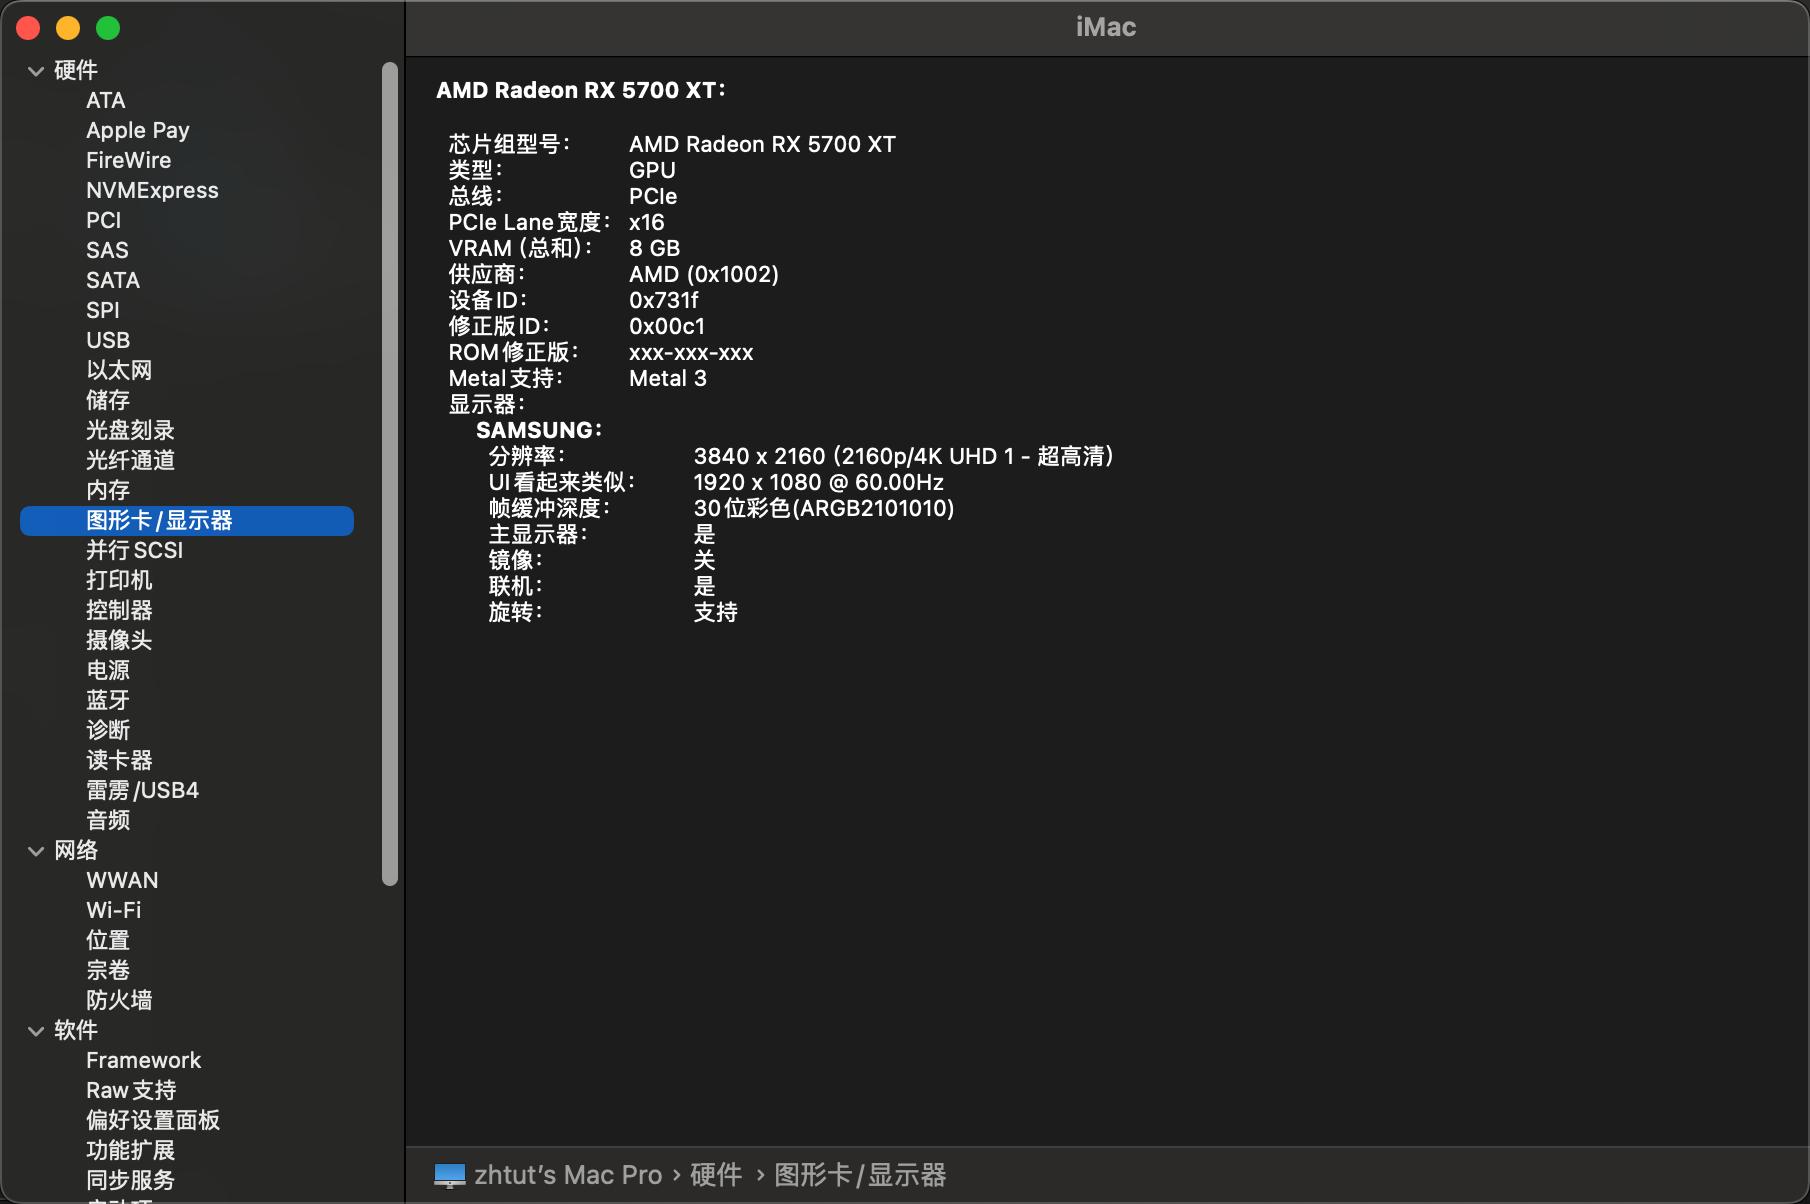 iMac
硬件
ATA
Apple Pay
FireWire
NVMExpress
PCI
SAS
SATA
SPI
USB
以太网
储存
光盘刻录
光纤通道
内存
图形卡/显示器
并行SCSI
打印机
控制器
摄像头
电源
蓝牙
诊断
读卡器
雷雳/USB4
音频
网络
WWAN
Wi-Fi
位置
宗卷
防火墙
软件
Framework
Raw支持
偏好设置面板
功能扩展
同步服务
AMD Radeon RX 5700 XT：
芯片组型号： AMD Radeon RX 5700 XT
类型： GPU
总线： PCIe
PCIe Lane宽度： x16
VRAM（总和）： 8 GB
供应商： AMD (0x1002)
设备ID： 0x731f
修正版ID： 0x00c1
ROM修正版： xxx-xxx-xxx
Metal支持： Metal 3
显示器：
SAMSUNG：
分辨率： 3840 x 2160 (2160p/4K UHD 1 - 超高清)
UI看起来类似： 1920 x 1080 @ 60.00Hz
帧缓冲深度： 30位彩色(ARGB2101010)
主显示器： 是
镜像： 关
联机： 是
旋转： 支持
zhtut’s Mac Pro › 硬件 › 图形卡/显示器